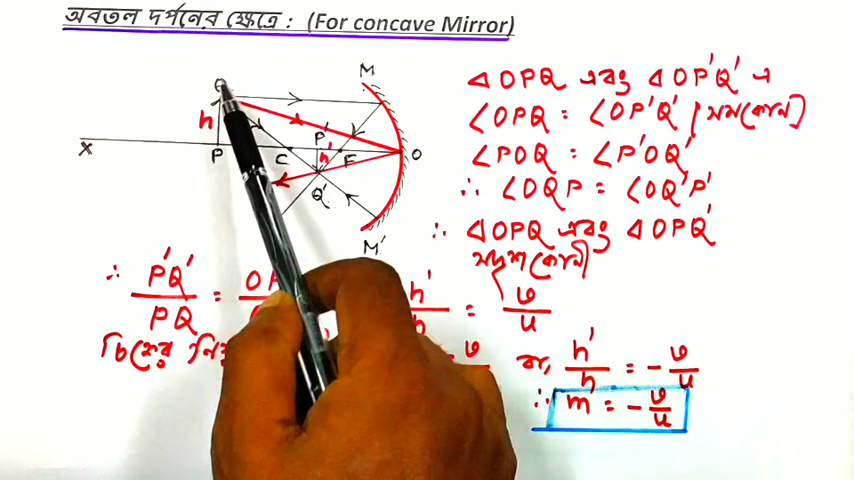 অবতল দর্পনের ক্ষেত্রে : (For concave Mirror)
M
Q
h
P'
h'
X
P
C
F
O
Q'
M'
△OPQ এবং △OP'Q' এ
∠OPQ = ∠OP'Q' (সমকোন)
∠POQ = ∠P'OQ'
∴ ∠OQP = ∠OQ'P'
∴ △OPQ এবং △OPQ'
সদৃশকোনী
∴ P'Q'/PQ = OP
h'/h = v/u
চিহ্নের
v
বা, h'/h = - v/u
∴ m = - v/u